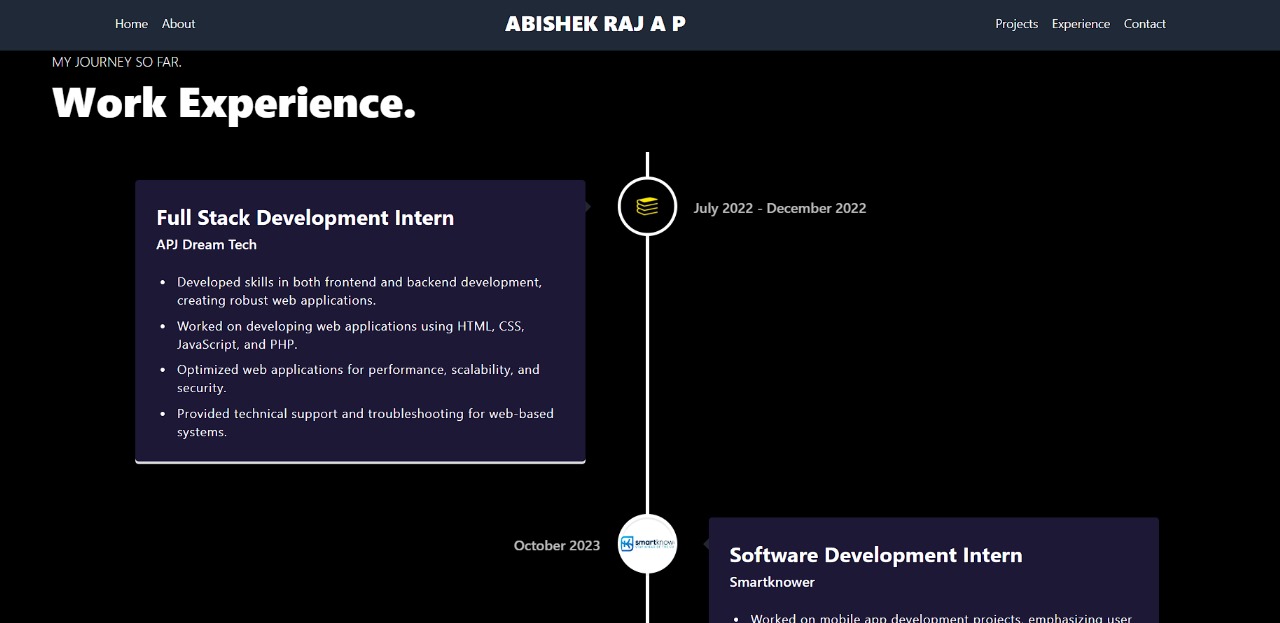 Home About ABISHEK RAJ A P Projects Experience Contact
MY JOURNEY SO FAR.
Work Experience.
Full Stack Development Intern
APJ Dream Tech
• Developed skills in both frontend and backend development,
creating robust web applications.
• Worked on developing web applications using HTML, CSS,
JavaScript, and PHP.
• Optimized web applications for performance, scalability, and
security.
• Provided technical support and troubleshooting for web-based
systems.
July 2022 - December 2022
October 2023
smartknow
Software Development Intern
Smartknower
• Worked on mobile app development projects, emphasizing user